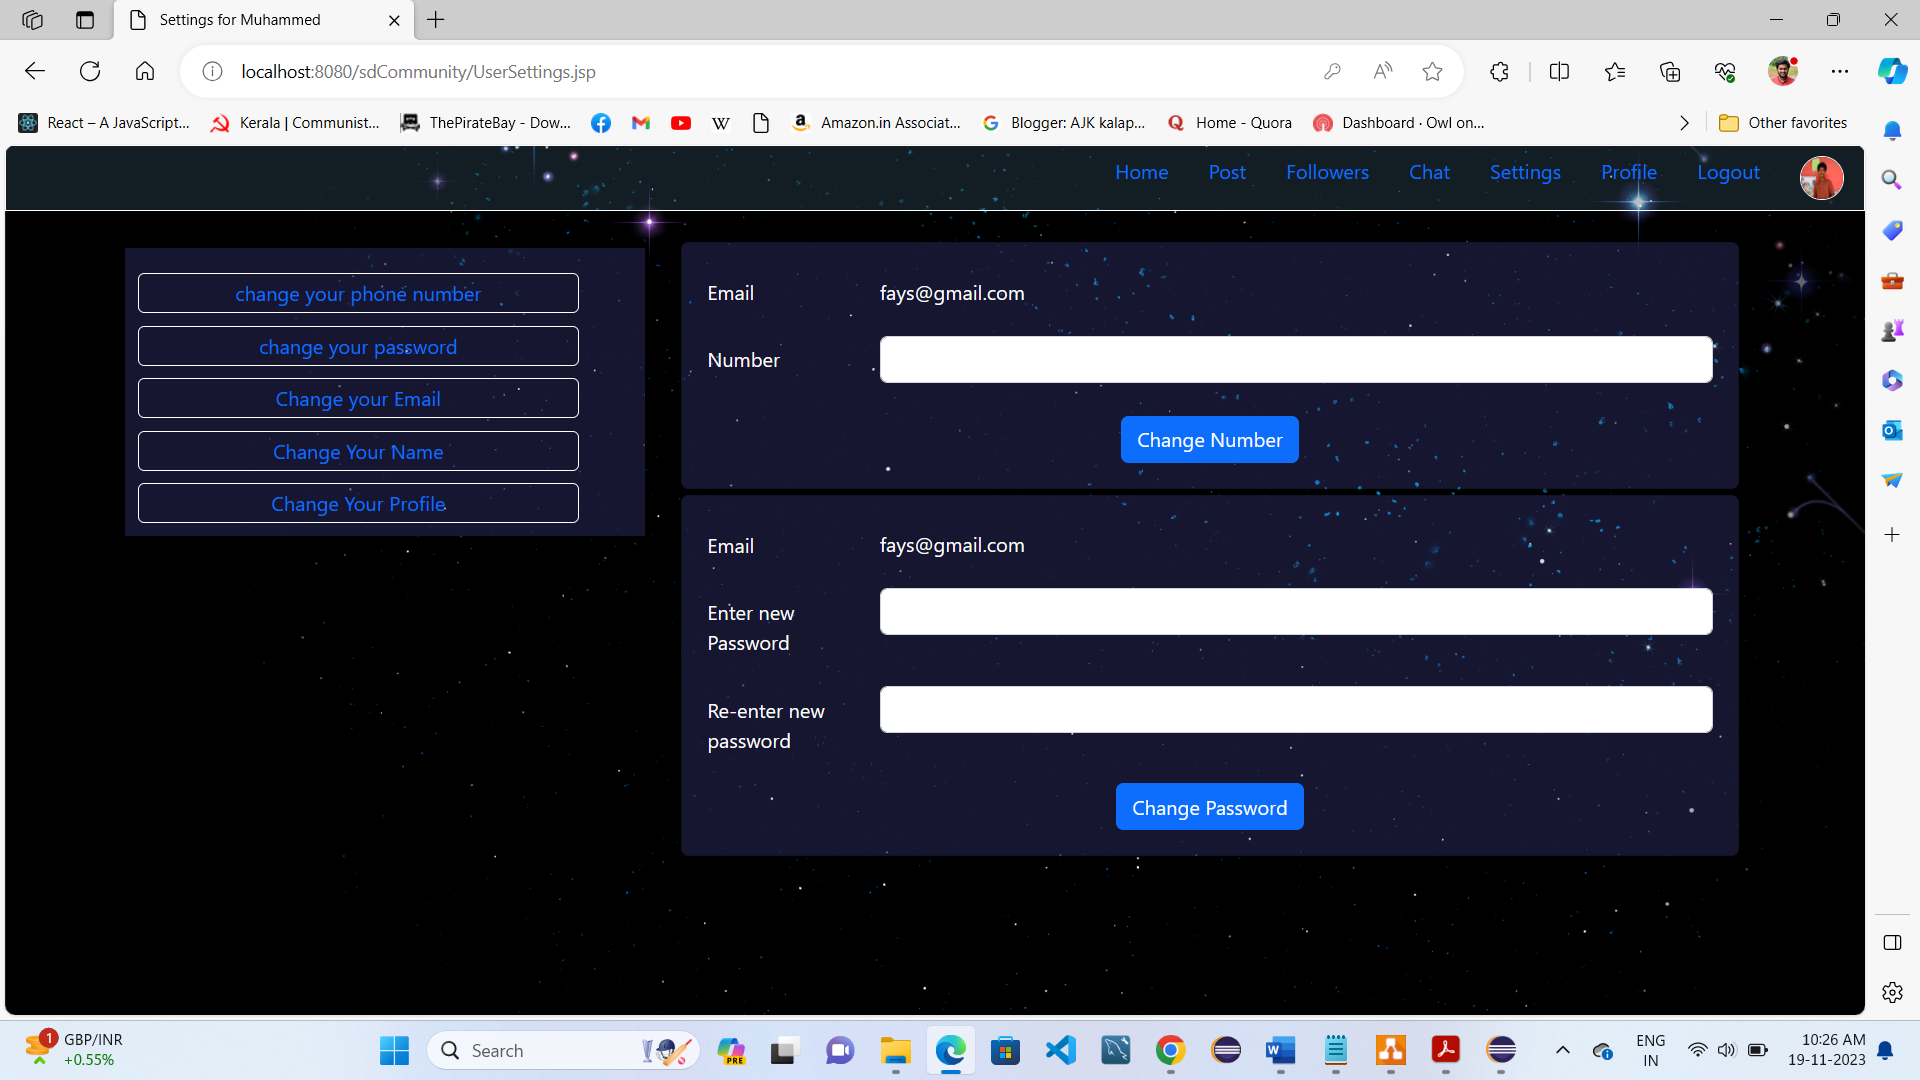 Settings for Muhammed
localhost:8080/sdCommunity/UserSettings.jsp
React – A JavaScript...
Kerala | Communist...
ThePirateBay - Dow...
W
Amazon.in Associat...
Blogger: AJK kalap...
Home - Quora
Dashboard · Owl on...
Other favorites
Home
Post
Followers
Chat
Settings
Profile
Logout
change your phone number
change your password
Change your Email
Change Your Name
Change Your Profile
Email
fays@gmail.com
Number
Change Number
Email
fays@gmail.com
Enter new
Password
Re-enter new
password
Change Password
1
GBP/INR
+0.55%
Search
PRE
ENG
IN
10:26 AM
19-11-2023